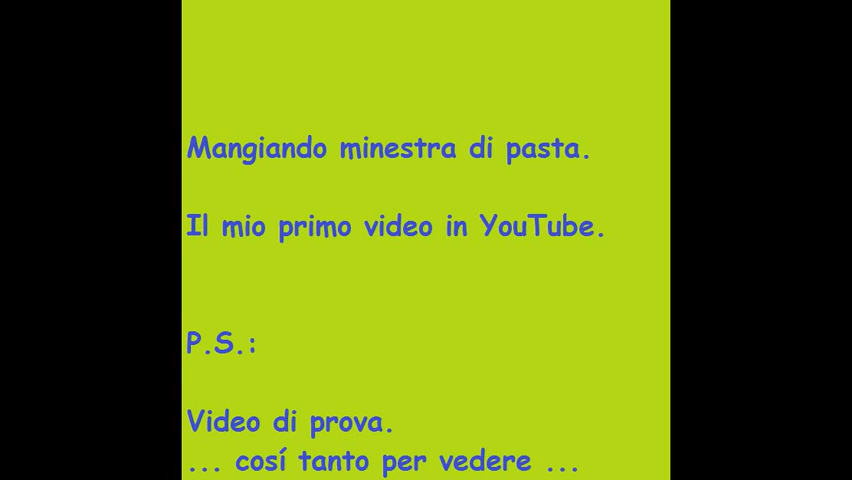 Mangiando minestra di pasta.
Il mio primo video in YouTube.
P.S.:
Video di prova.
... cosí tanto per vedere ...